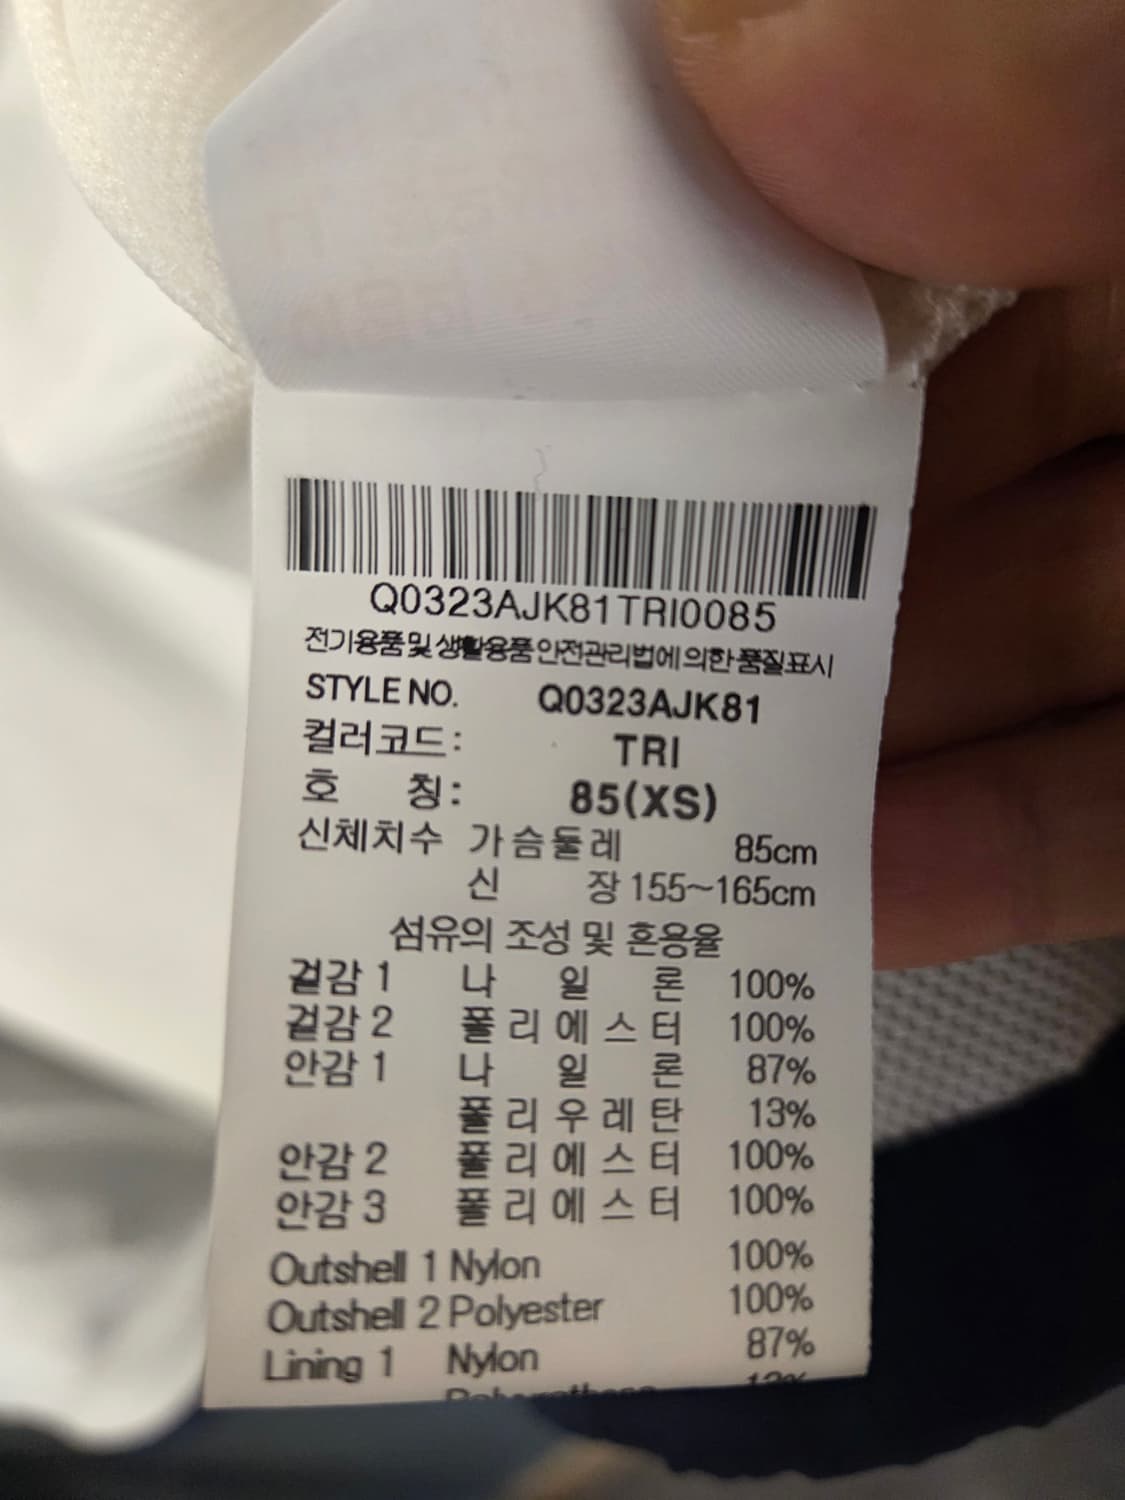 Q0323AJK81TRI0085
전기용품 및 생활용품 안전관리법에 의한 품질표시
STYLE NO. Q0323AJK81
컬러코드 : TRI
호 칭 : 85(XS)
신체치수 가슴둘레 85cm
신 장 155~165cm
섬유의 조성 및 혼용율
겉감 1 나 일 론 100%
겉감 2 폴리에스터 100%
안감 1 나 일 론 87%
폴리우레탄 13%
안감 2 폴리에스터 100%
안감 3 폴리에스터 100%
Outshell 1 Nylon 100%
Outshell 2 Polyester 100%
Lining 1 Nylon 87%